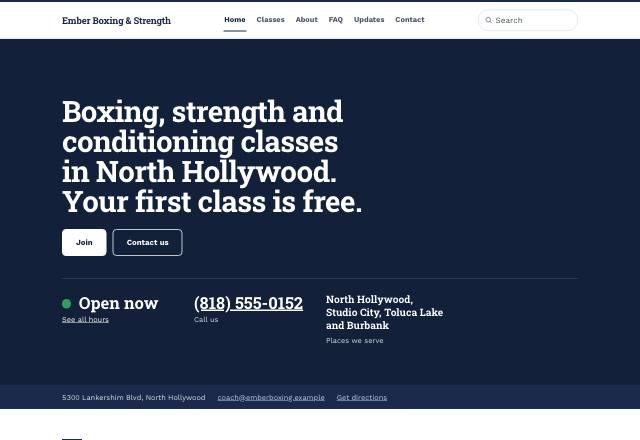 Ember Boxing & Strength
Home Classes About FAQ Updates Contact
Search
Boxing, strength and
conditioning classes
in North Hollywood.
Your first class is free.
Join
Contact us
Open now
See all hours
(818) 555-0152
Call us
North Hollywood,
Studio City, Toluca Lake
and Burbank
Places we serve
5300 Lankershim Blvd, North Hollywood
coach@emberboxing.example
Get directions